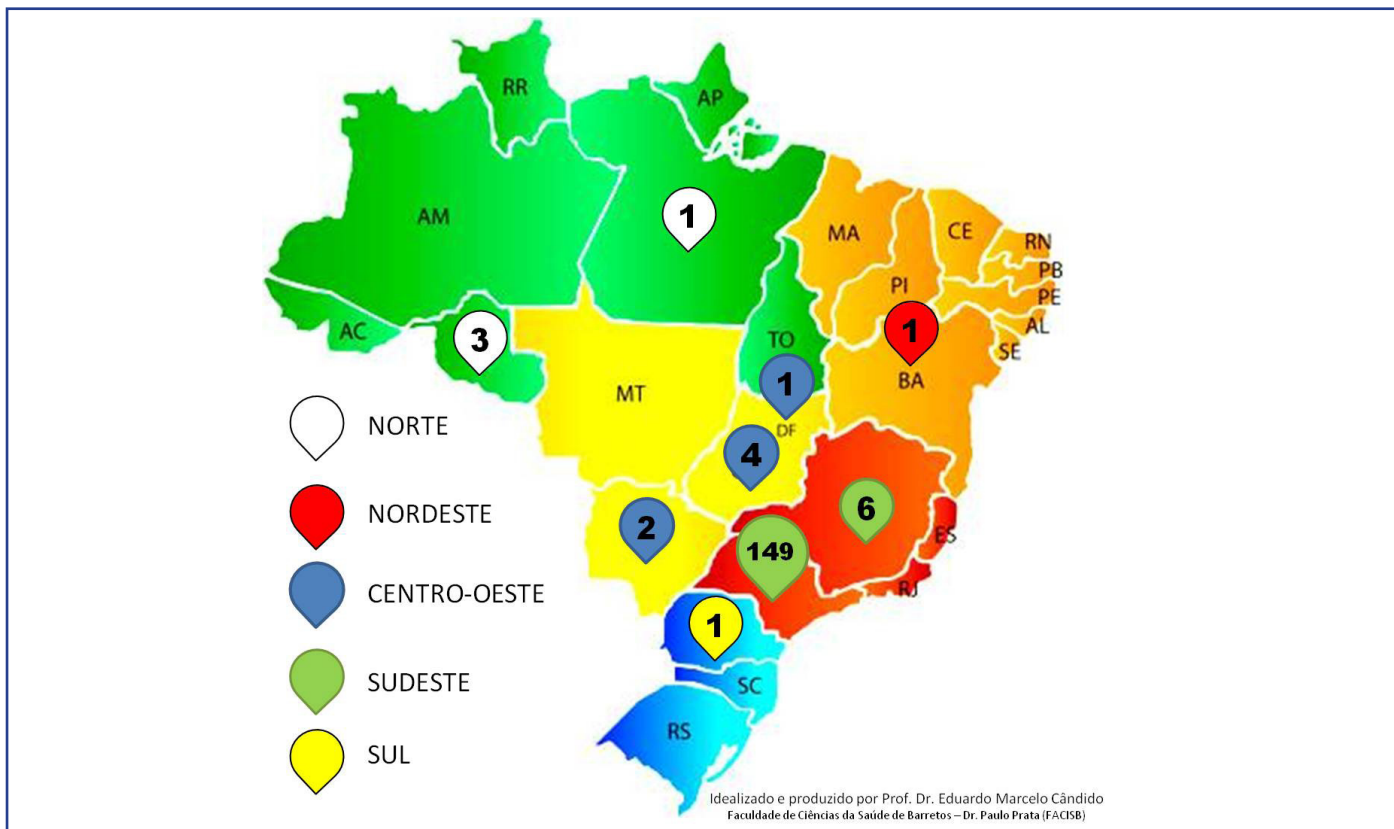 RR
AP
AM
1
MA
CE
RN
PB
PI
PE
AC
3
TO
1
AL
SE
MT
1
BA
DF
4
NORTE
6
2
149
ES
NORDESTE
RJ
CENTRO-OESTE
1
SC
SUDESTE
RS
SUL
Idealizado e produzido por Prof. Dr. Eduardo Marcelo Cândido
Faculdade de Ciências da Saúde de Barretos – Dr. Paulo Prata (FACISB)